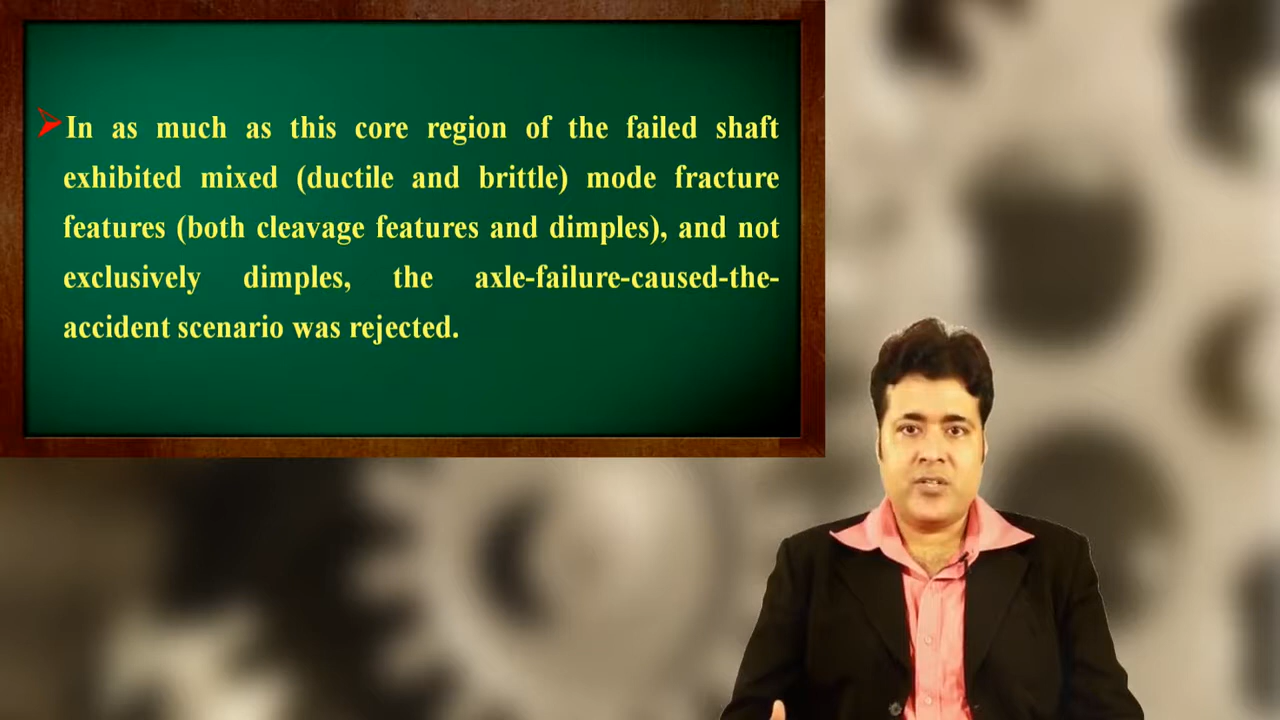 In as much as this core region of the failed shaft
exhibited mixed (ductile and brittle) mode fracture
features (both cleavage features and dimples), and not
exclusively dimples, the axle-failure-caused-the-
accident scenario was rejected.